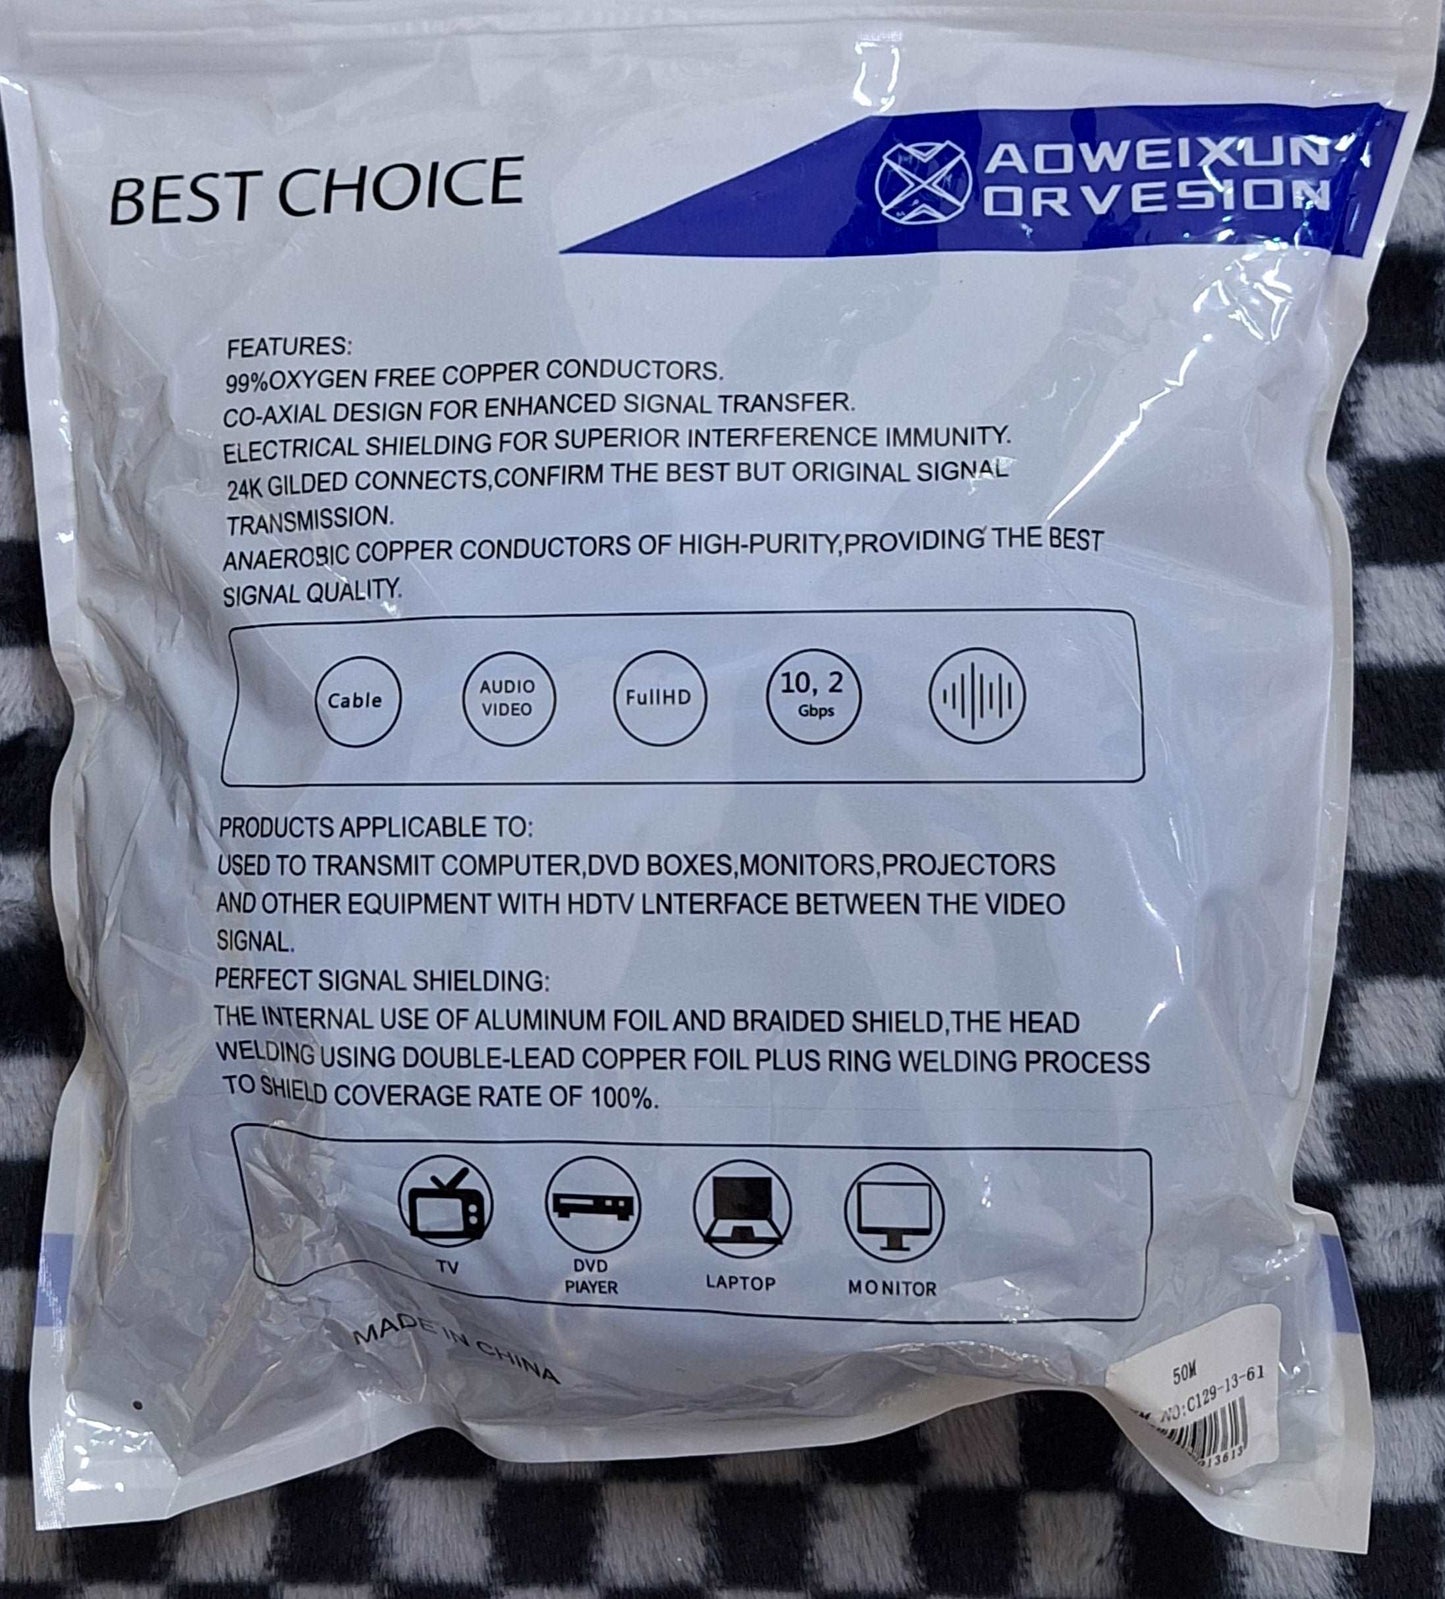 BEST CHOICE
AOWEIXUN
ORVESION
FEATURES:
99%OXYGEN FREE COPPER CONDUCTORS.
CO-AXIAL DESIGN FOR ENHANCED SIGNAL TRANSFER.
ELECTRICAL SHIELDING FOR SUPERIOR INTERFERENCE IMMUNITY.
24K GILDED CONNECTS,CONFIRM THE BEST BUT ORIGINAL SIGNAL
TRANSMISSION.
ANAEROBIC COPPER CONDUCTORS OF HIGH-PURITY,PROVIDING THE BEST
SIGNAL QUALITY.
Cable
AUDIO
VIDEO
FullHD
10, 2
Gbps
PRODUCTS APPLICABLE TO:
USED TO TRANSMIT COMPUTER,DVD BOXES,MONITORS,PROJECTORS
AND OTHER EQUIPMENT WITH HDTV LNTERFACE BETWEEN THE VIDEO
SIGNAL.
PERFECT SIGNAL SHIELDING:
THE INTERNAL USE OF ALUMINUM FOIL AND BRAIDED SHIELD,THE HEAD
WELDING USING DOUBLE-LEAD COPPER FOIL PLUS RING WELDING PROCESS
TO SHIELD COVERAGE RATE OF 100%.
TV
DVD
PIAYER
LAPTOP
MONITOR
MADE IN CHINA
50M
NO:C129-13-61